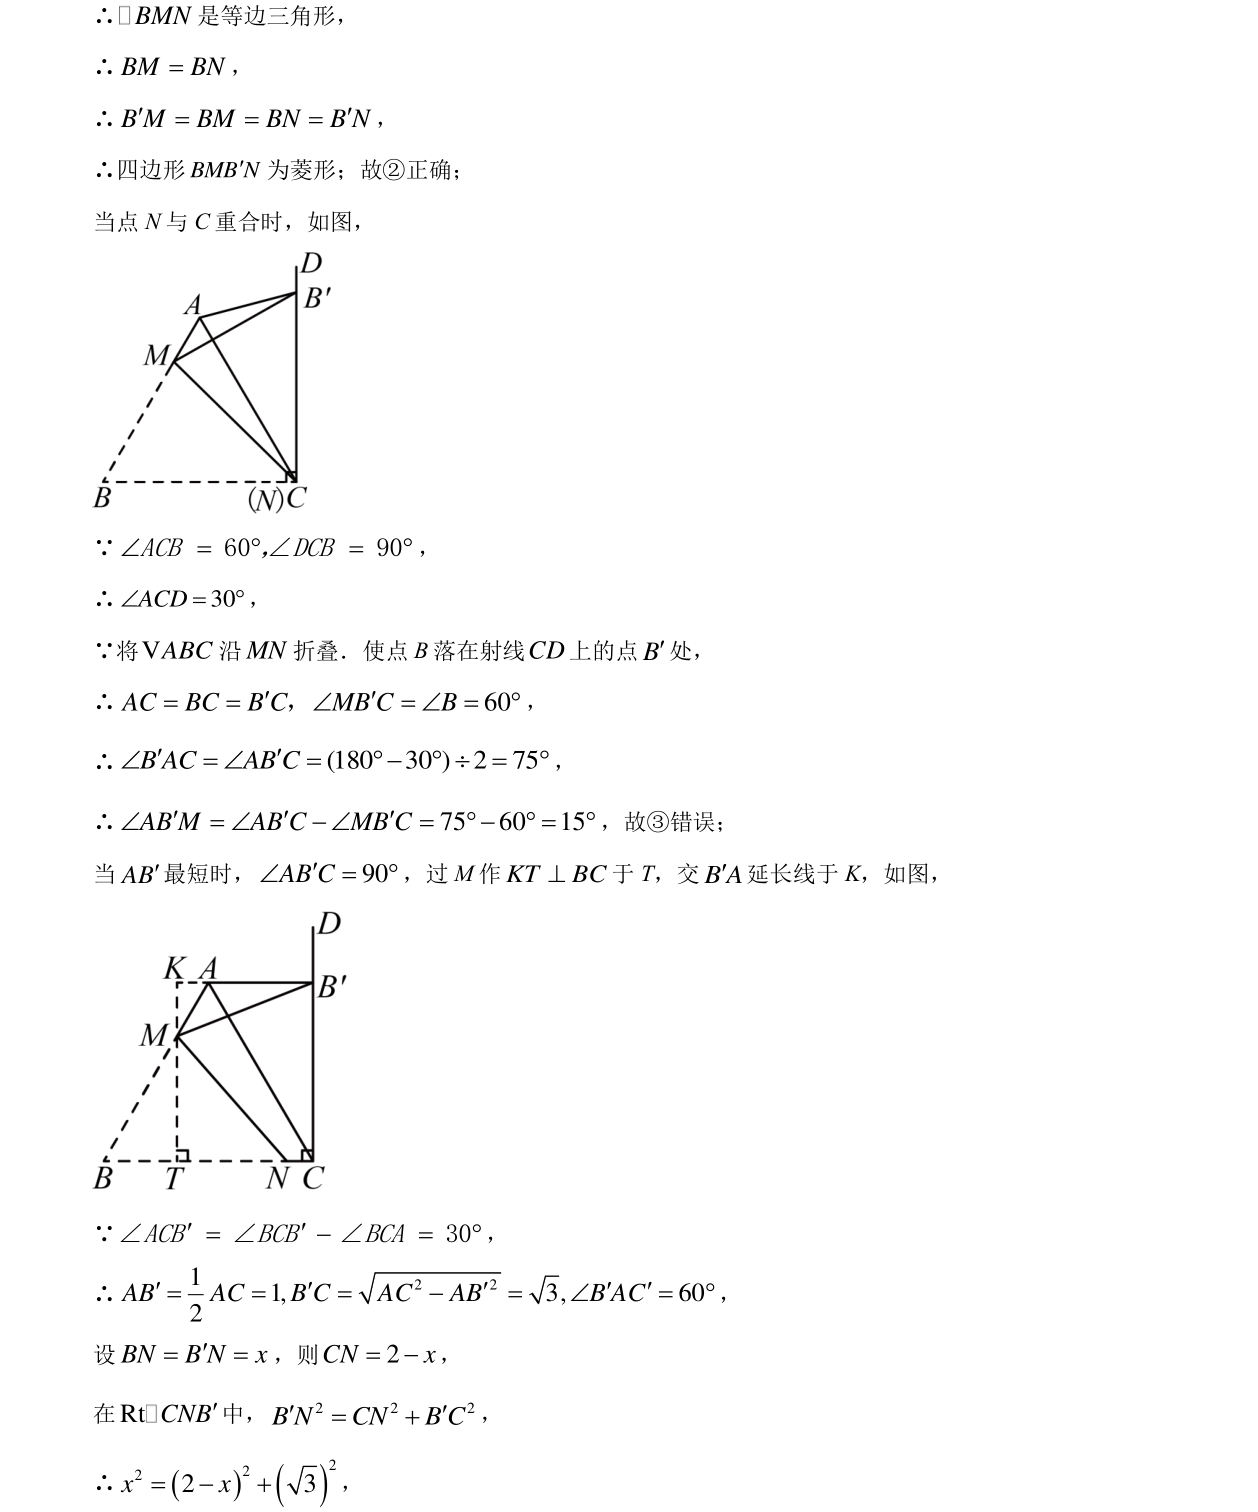 ∴□BMN 是等边三角形，
∴BM = BN，
∴B′M = BM = BN = B′N，
∴四边形 BMB′N 为菱形；故②正确；
当点 N 与 C 重合时，如图，
D
B′
A
M
B
(N)C
∵∠ACB = 60°,∠DCB = 90°，
∴∠ACD = 30°，
∵将VABC 沿 MN 折叠．使点 B 落在射线 CD 上的点 B′ 处，
∴AC = BC = B′C，∠MB′C = ∠B = 60°，
∴∠B′AC = ∠AB′C = (180° − 30°) ÷ 2 = 75°，
∴∠AB′M = ∠AB′C − ∠MB′C = 75° − 60° = 15°，故③错误；
当 AB′ 最短时，∠AB′C = 90°，过 M 作 KT ⊥ BC 于 T，交 B′A 延长线于 K，如图，
D
K A
B′
M
B T N C
∵∠ACB′ = ∠BCB′ − ∠BCA = 30°，
∴AB′ = 1/2 AC = 1, B′C = √(AC² − AB′²) = √3, ∠B′AC′ = 60°，
设 BN = B′N = x，则 CN = 2 − x，
在 Rt□CNB′ 中，B′N² = CN² + B′C²，
∴x² = (2 − x)² + (√3)²，